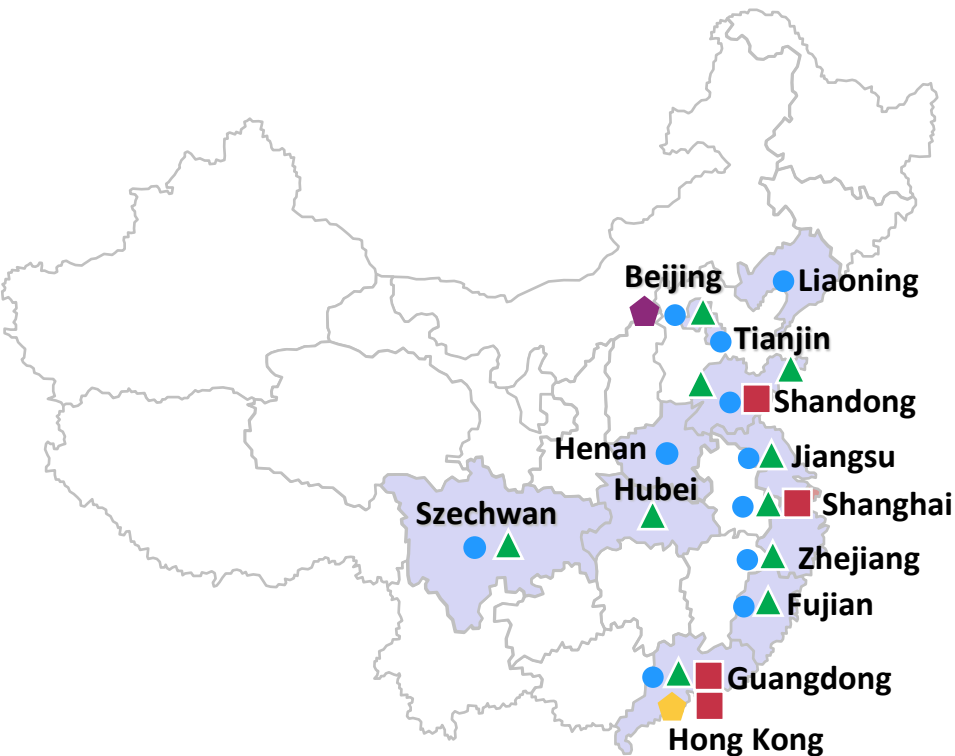 Beijing
Liaoning
Tianjin
Shandong
Henan
Jiangsu
Hubei
Shanghai
Szechwan
Zhejiang
Fujian
Guangdong
Hong Kong